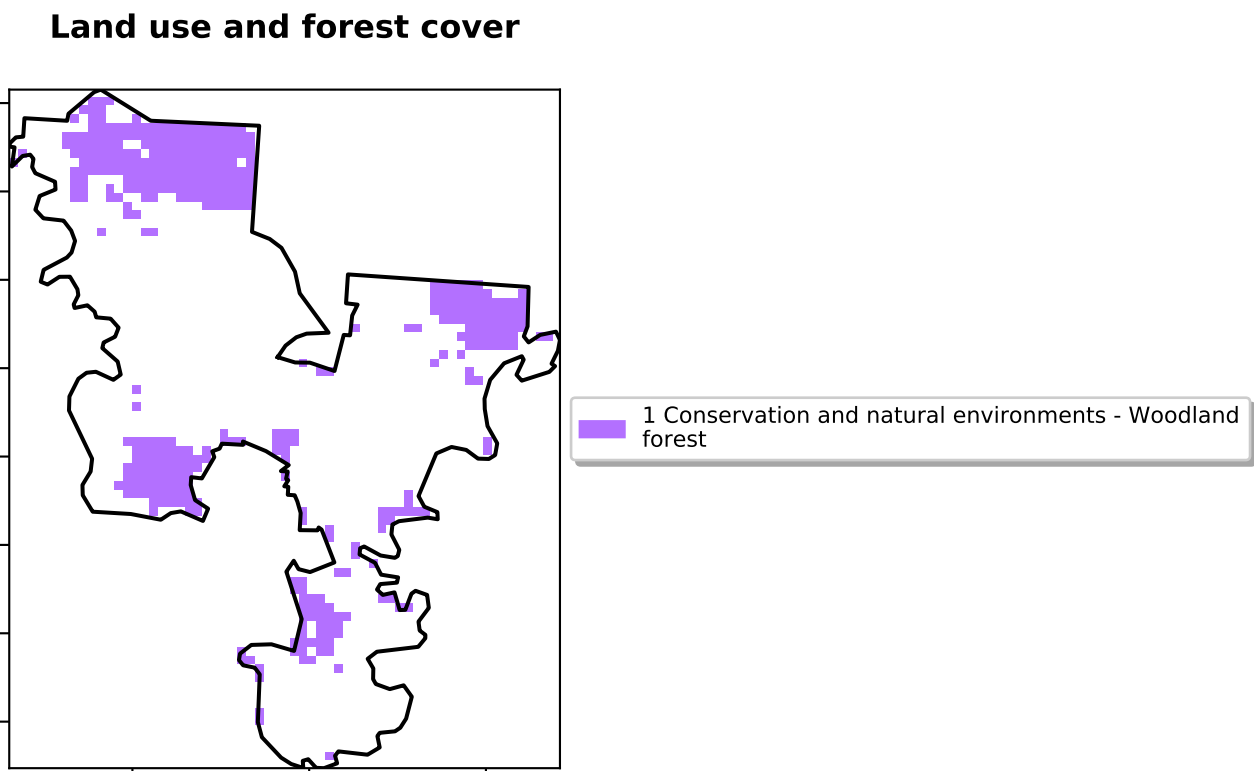 Land use and forest cover
1 Conservation and natural environments - Woodland
forest